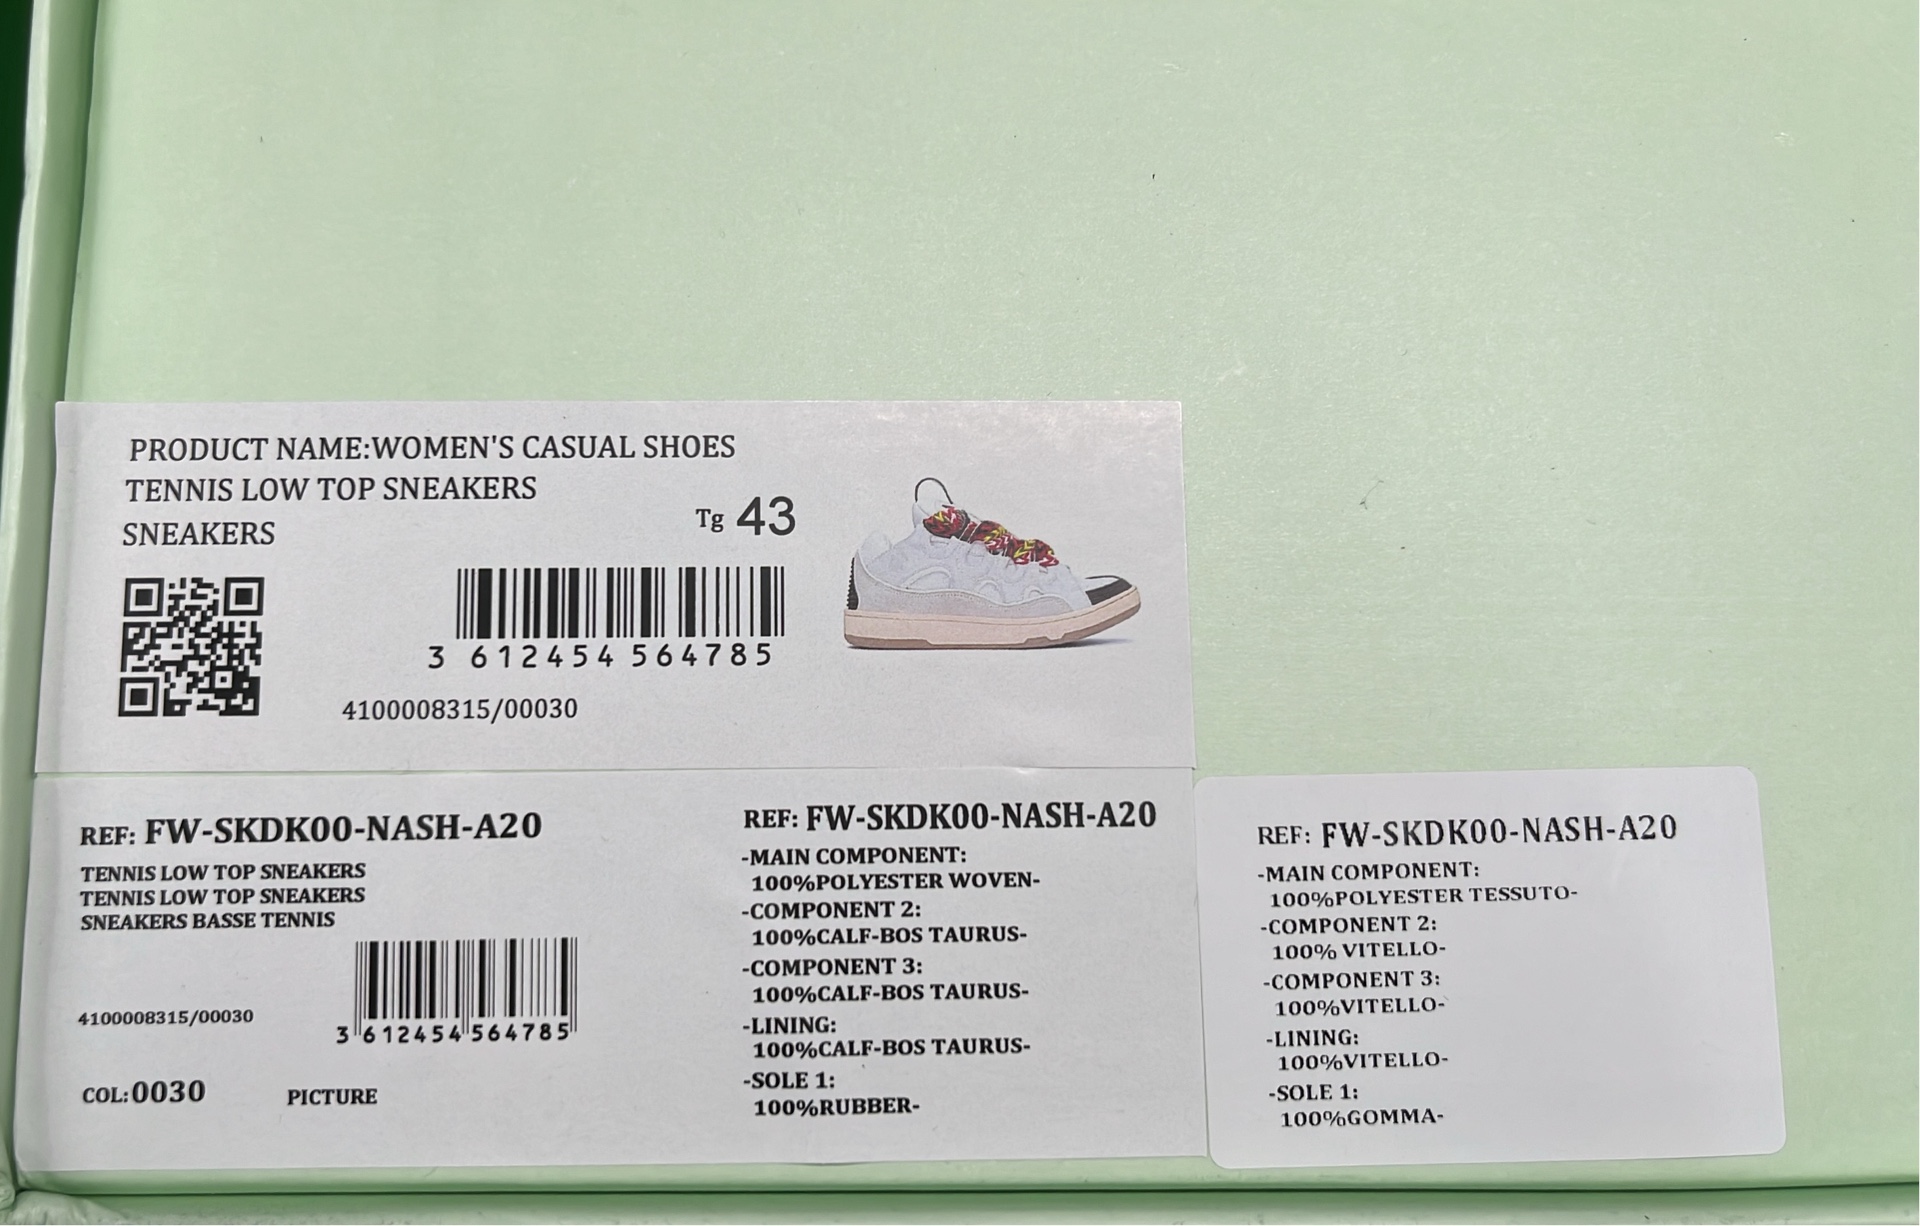 PRODUCT NAME:WOMEN'S CASUAL SHOES
TENNIS LOW TOP SNEAKERS
SNEAKERS
Tg 43
3 612454 564785
4100008315/00030
REF: FW-SKDK00-NASH-A20
TENNIS LOW TOP SNEAKERS
TENNIS LOW TOP SNEAKERS
SNEAKERS BASSE TENNIS
4100008315/00030
3 612454 564785
COL:0030 PICTURE
REF: FW-SKDK00-NASH-A20
-MAIN COMPONENT:
100%POLYESTER WOVEN-
-COMPONENT 2:
100%CALF-BOS TAURUS-
-COMPONENT 3:
100%CALF-BOS TAURUS-
-LINING:
100%CALF-BOS TAURUS-
-SOLE 1:
100%RUBBER-
REF: FW-SKDK00-NASH-A20
-MAIN COMPONENT:
100%POLYESTER TESSUTO-
-COMPONENT 2:
100% VITELLO-
-COMPONENT 3:
100%VITELLO-
-LINING:
100%VITELLO-
-SOLE 1:
100%GOMMA-